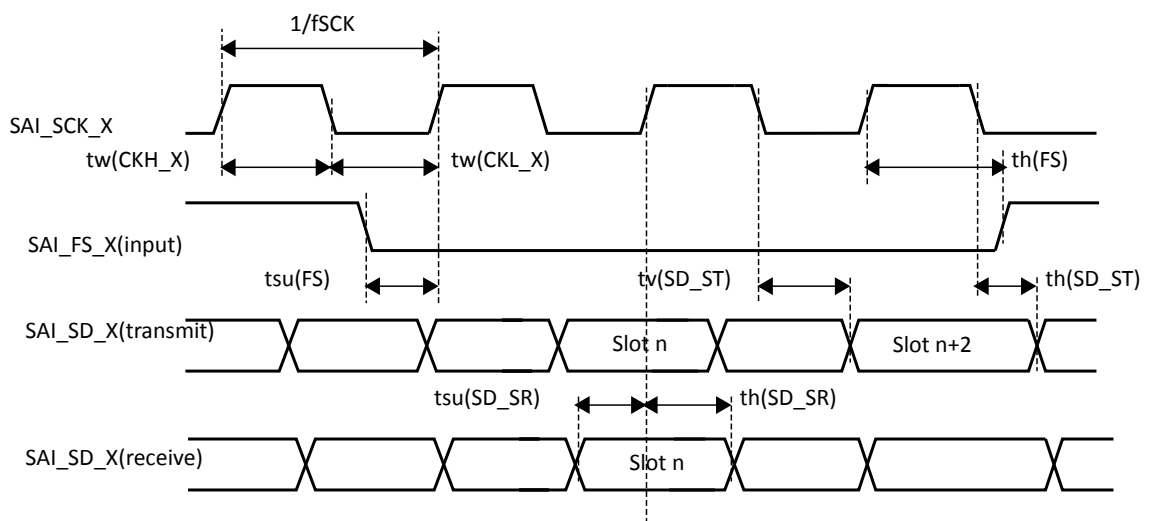 1/fSCK
SAI_SCK_X
tw(CKH_X)
tw(CKL_X)
th(FS)
SAI_FS_X(input)
tsu(FS)
tv(SD_ST)
th(SD_ST)
SAI_SD_X(transmit)
Slot n
Slot n+2
tsu(SD_SR)
th(SD_SR)
SAI_SD_X(receive)
Slot n